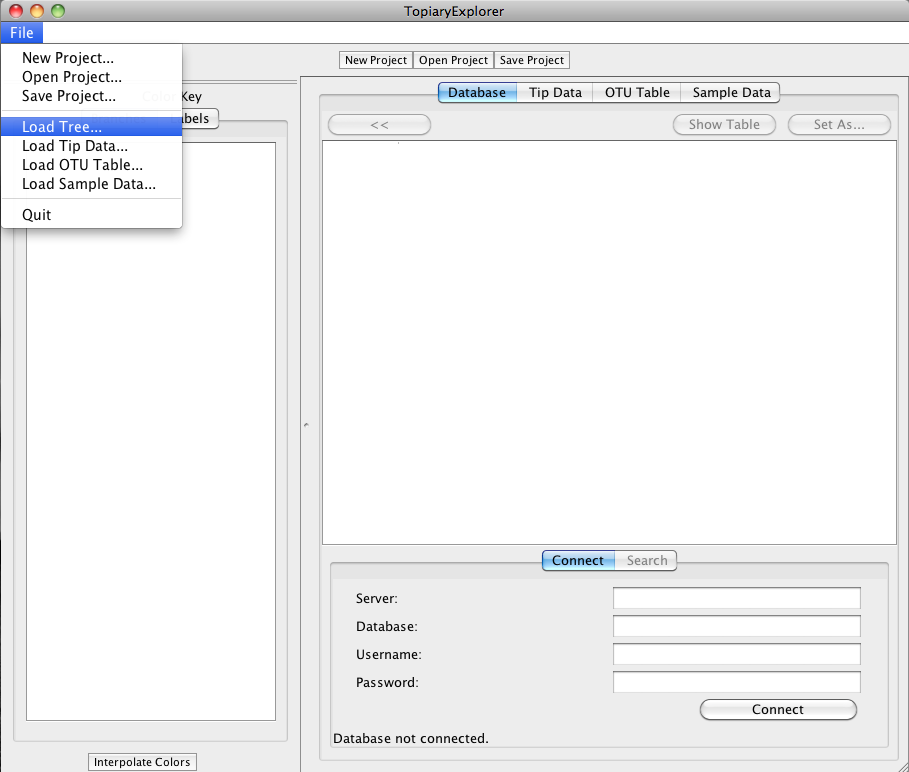 TopiaryExplorer
File
New Project...
Open Project...
Save Project...
Load Tree...
Load Tip Data...
Load OTU Table...
Load Sample Data...
Quit
Key
New Project Open Project Save Project
Database Tip Data OTU Table Sample Data
<< Show Table Set As...
Connect Search
Server:
Database:
Username:
Password:
Connect
Database not connected.
Interpolate Colors